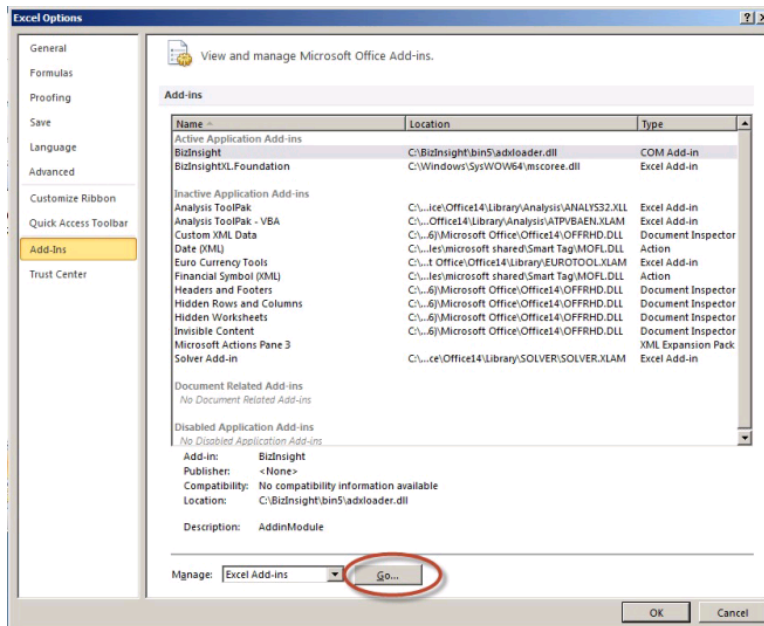 Excel Options
General
Formulas
Proofing
Save
Language
Advanced
Customize Ribbon
Quick Access Toolbar
Add-Ins
Trust Center
View and manage Microsoft Office Add-ins.
Add-ins
Name Location Type
Active Application Add-ins
BizInsight C:\BizInsight\bin5\adxloader.dll COM Add-in
BizInsightXL.Foundation C:\Windows\SysWOW64\mscoree.dll Excel Add-in
Inactive Application Add-ins
Analysis ToolPak C:\...ice\Office14\Library\Analysis\ANALYS32.XLL Excel Add-in
Analysis ToolPak - VBA C:\...Office14\Library\Analysis\ATPVBAEN.XLAM Excel Add-in
Custom XML Data C:\...6)\Microsoft Office\Office14\OFFRHD.DLL Document Inspector
Date (XML) C:\...les\microsoft shared\Smart Tag\MOFL.DLL Action
Euro Currency Tools C:\...t Office\Office14\Library\EUROTOOL.XLAM Excel Add-in
Financial Symbol (XML) C:\...les\microsoft shared\Smart Tag\MOFL.DLL Action
Headers and Footers C:\...6)\Microsoft Office\Office14\OFFRHD.DLL Document Inspector
Hidden Rows and Columns C:\...6)\Microsoft Office\Office14\OFFRHD.DLL Document Inspector
Hidden Worksheets C:\...6)\Microsoft Office\Office14\OFFRHD.DLL Document Inspector
Invisible Content C:\...6)\Microsoft Office\Office14\OFFRHD.DLL Document Inspector
Microsoft Actions Pane 3 XML Expansion Pack
Solver Add-in C:\...ce\Office14\Library\SOLVER\SOLVER.XLAM Excel Add-in
Document Related Add-ins
No Document Related Add-ins
Disabled Application Add-ins
No Disabled Application Add-ins
Add-in: BizInsight
Publisher: <None>
Compatibility: No compatibility information available
Location: C:\BizInsight\bin5\adxloader.dll
Description: AddinModule
Manage: Excel Add-ins Go...
OK Cancel